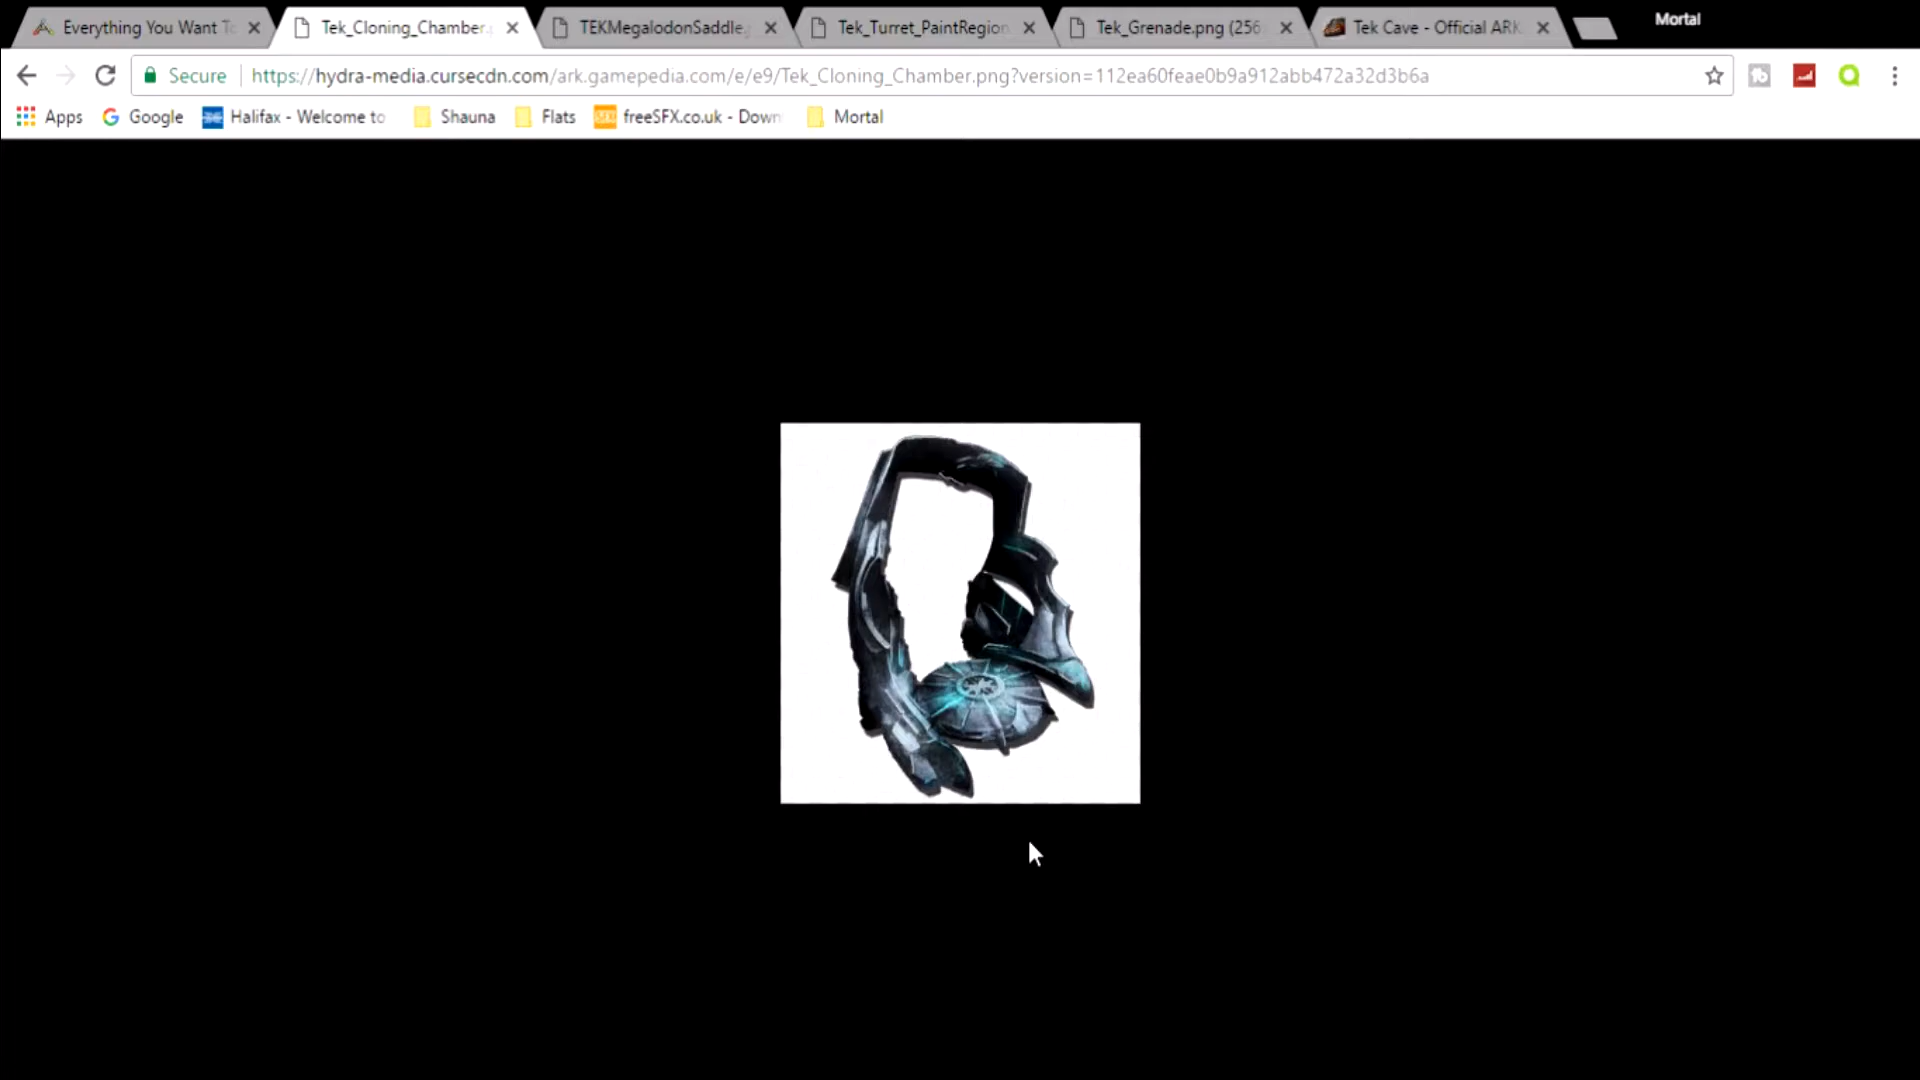 Everything You Want To
Tek_Cloning_Chamber.
TEKMegalodonSaddle.
Tek_Turret_PaintRegion
Tek_Grenade.png (256
Tek Cave - Official ARK
Mortal
Secure
https://hydra-media.cursecdn.com/ark.gamepedia.com/e/e9/Tek_Cloning_Chamber.png?version=112ea60feae0b9a912abb472a32d3b6a
Apps
Google
Halifax - Welcome to
Shauna
Flats
freeSFX.co.uk - Down
Mortal